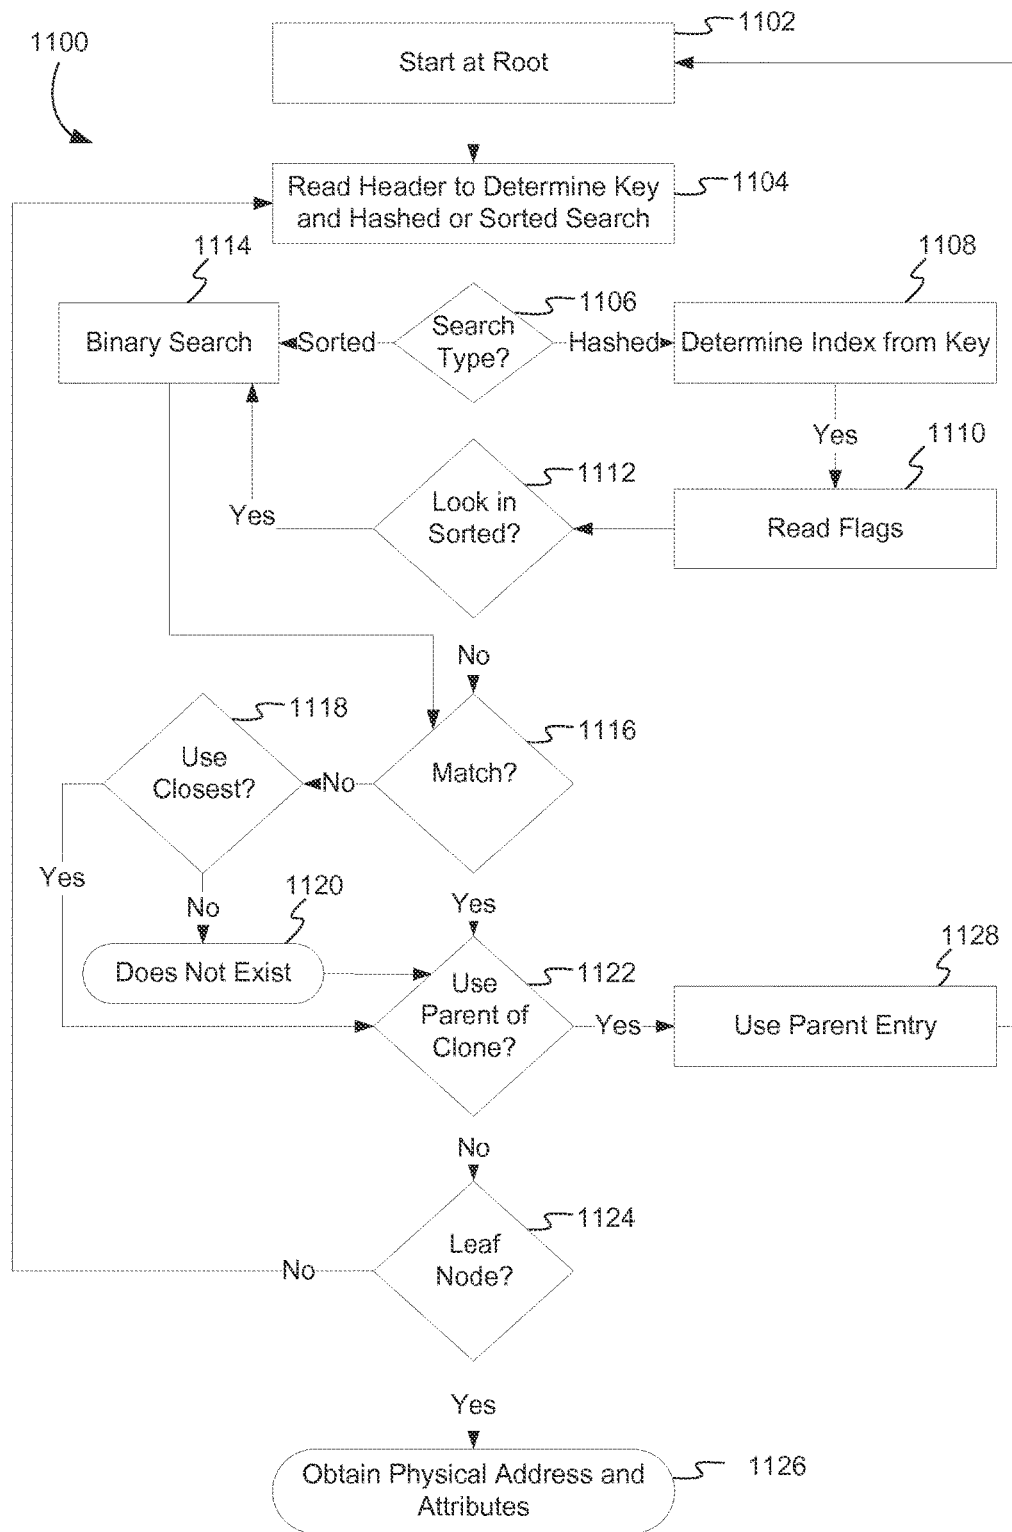 1100
1102
Start at Root
Read Header to Determine Key
and Hashed or Sorted Search
1104
1114
Binary Search
Sorted
1106
Search
Type?
Hashed
1108
Determine Index from Key
Yes
1110
Read Flags
1112
Look in
Sorted?
Yes
No
1118
Use
Closest?
No
1116
Match?
Yes
No
1120
Does Not Exist
Yes
1122
Use
Parent of
Clone?
Yes
1128
Use Parent Entry
No
1124
Leaf
Node?
No
Yes
Obtain Physical Address and
Attributes
1126